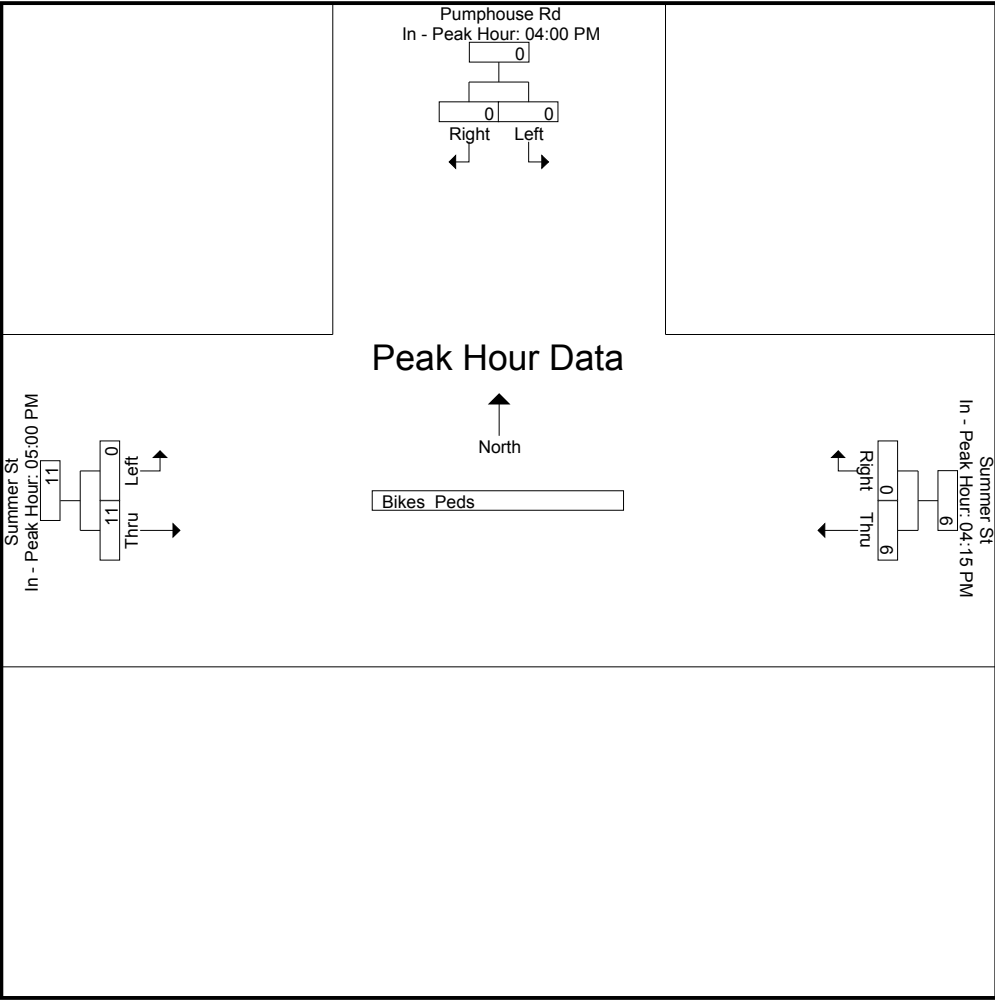 Pumphouse Rd
In - Peak Hour: 04:00 PM
0
0 0
Right Left
Peak Hour Data
North
Bikes Peds
Summer St
In - Peak Hour: 05:00 PM
11
0 11
Left Thru
Summer St
In - Peak Hour: 04:15 PM
6
0 6
Right Thru